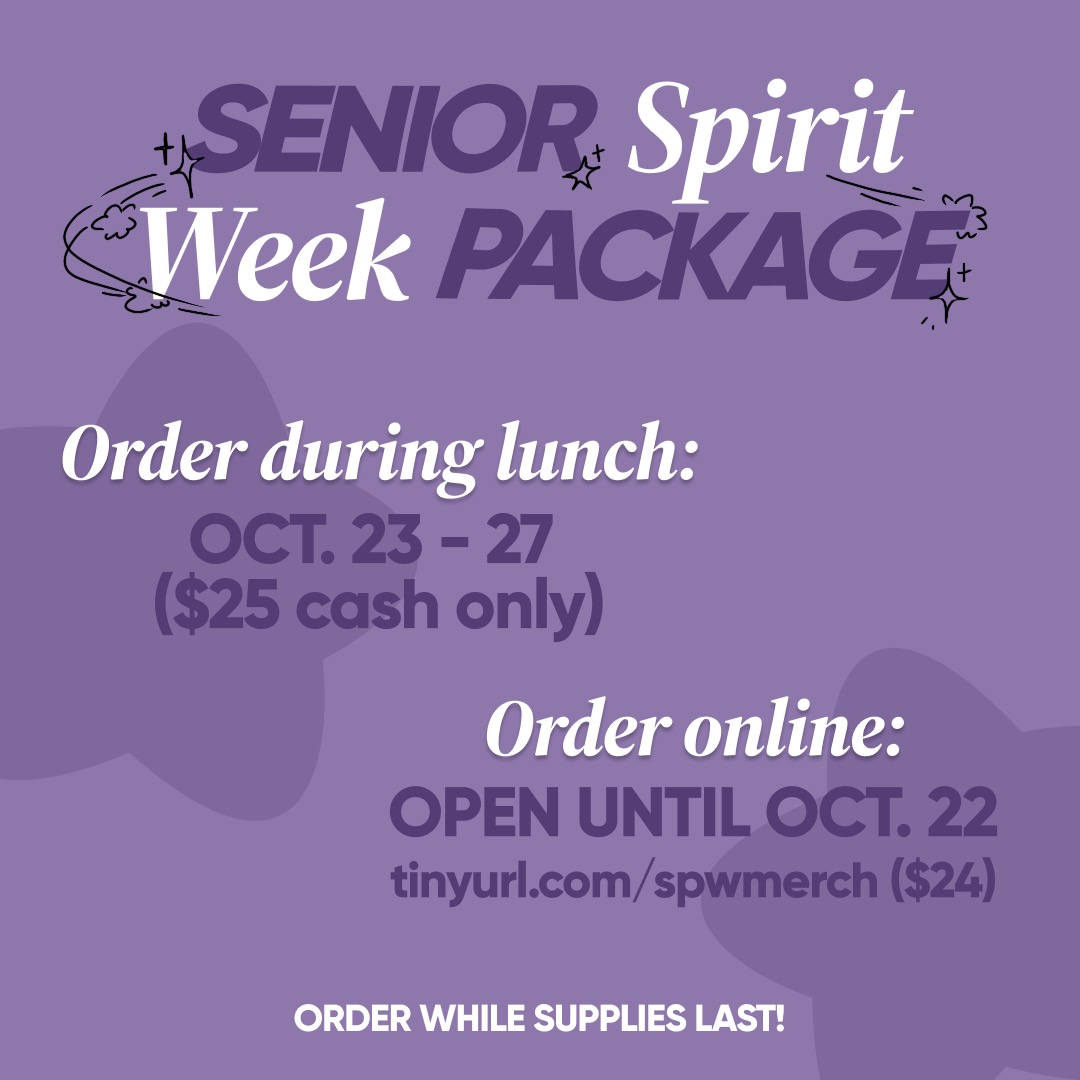 SENIOR Spirit
Week PACKAGE
Order during lunch:
OCT. 23 - 27
($25 cash only)
Order online:
OPEN UNTIL OCT. 22
tinyurl.com/spwmerch ($24)
ORDER WHILE SUPPLIES LAST!